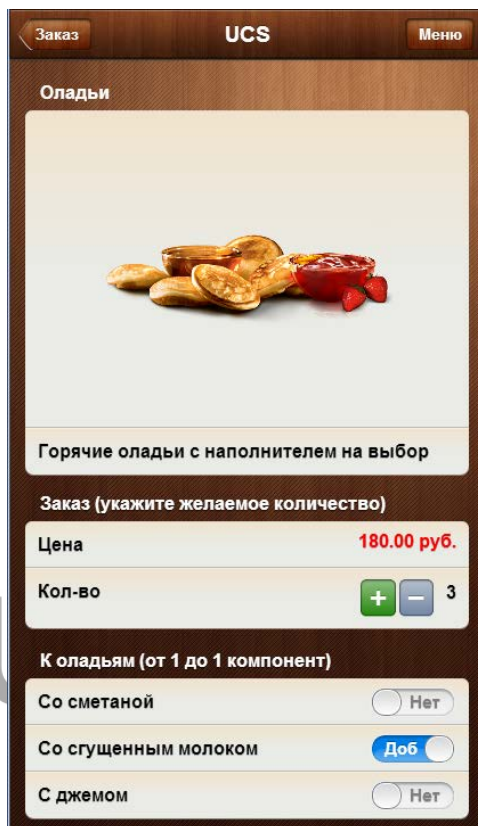 Заказ UCS Меню
Оладьи
Горячие оладьи с наполнителем на выбор
Заказ (укажите желаемое количество)
Цена 180.00 руб.
Кол-во + − 3
К оладьям (от 1 до 1 компонент)
Со сметаной Нет
Со сгущенным молоком Доб
С джемом Нет